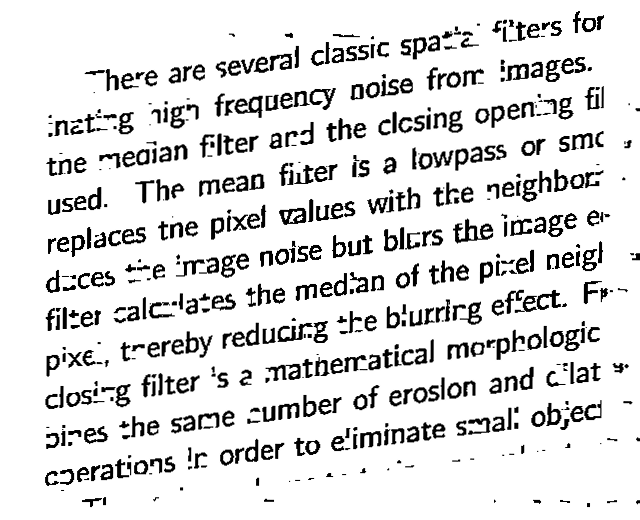 There are several classic spatial filters for
inating high frequency noise from images.
the median filter and the closing opening fil
used. The mean filter is a lowpass or smo
replaces the pixel values with the neighbor
duces the image noise but blurs the image e
filter calculates the median of the pixel neigh
pixel, thereby reducing the blurring effect. F
closing filter is a mathematical morphologic
bines the same number of erosion and dilat
operations in order to eliminate small object